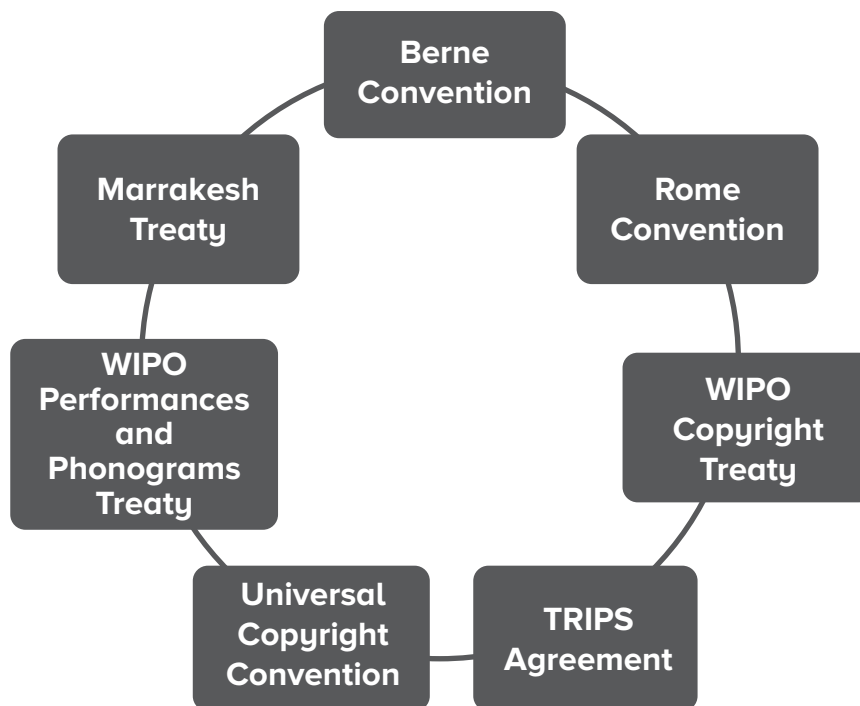 Berne
Convention
Rome
Convention
WIPO
Copyright
Treaty
TRIPS
Agreement
Universal
Copyright
Convention
WIPO
Performances
and
Phonograms
Treaty
Marrakesh
Treaty